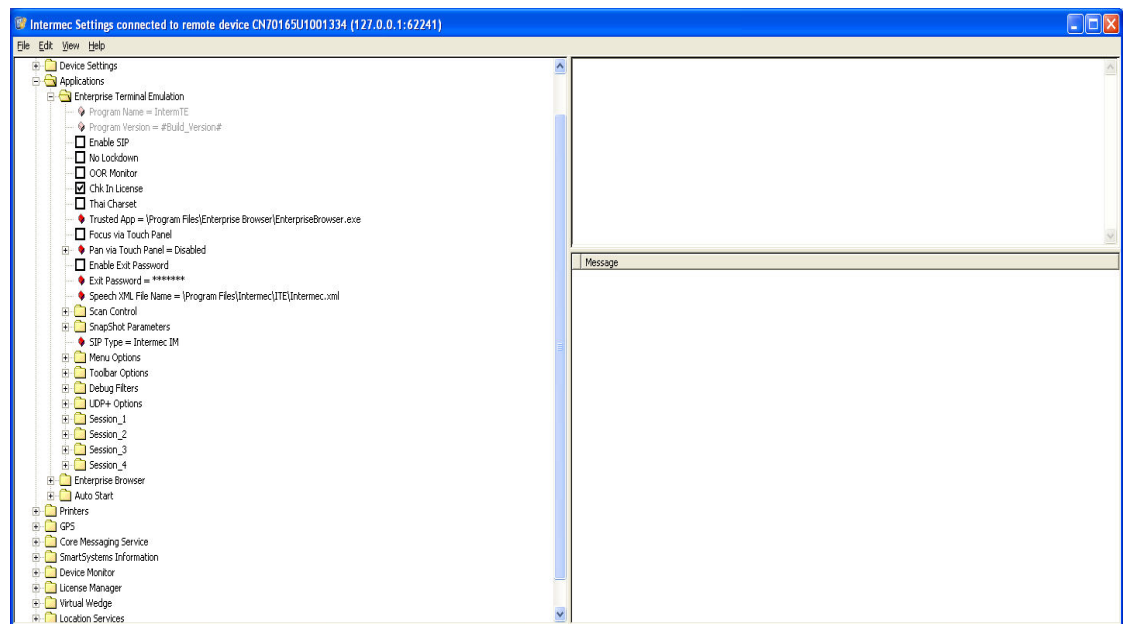 Intermec Settings connected to remote device CN70165U1001334 (127.0.0.1:62241)
File Edit View Help
Device Settings
Applications
Enterprise Terminal Emulation
Program Name = IntermTE
Program Version = #Build_Version#
Enable SIP
No Lockdown
OOR Monitor
Chk In License
Thai Charset
Trusted App = \Program Files\Enterprise Browser\EnterpriseBrowser.exe
Focus via Touch Panel
Pan via Touch Panel = Disabled
Enable Exit Password
Exit Password = *******
Speech XML File Name = \Program Files\Intermec\ITE\Intermec.xml
Scan Control
SnapShot Parameters
SIP Type = Intermec IM
Menu Options
Toolbar Options
Debug Filters
UDP+ Options
Session_1
Session_2
Session_3
Session_4
Enterprise Browser
Auto Start
Printers
GPS
Core Messaging Service
SmartSystems Information
Device Monitor
License Manager
Virtual Wedge
Location Services
Message